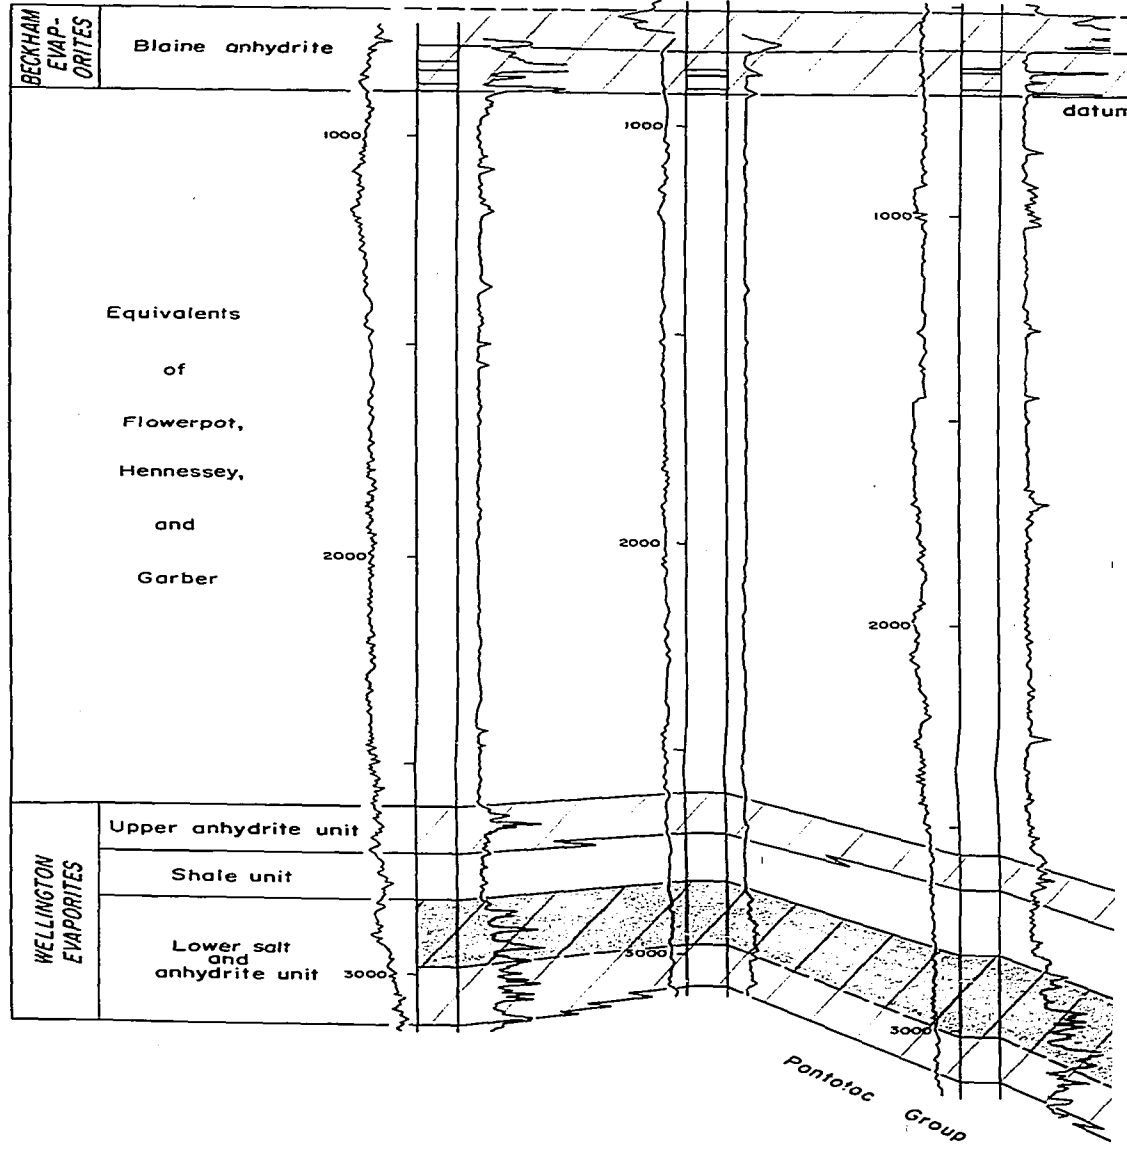 BECKHAM
EVAP-
ORITES
Blaine anhydrite
1000
1000
datum
1000
Equivalents
of
Flowerpot,
Hennessey,
and
Garber
2000
2000
2000
WELLINGTON
EVAPORITES
Upper anhydrite unit
Shale unit
Lower salt
and
anhydrite unit
3000
3000
3000
Pontotoc Group